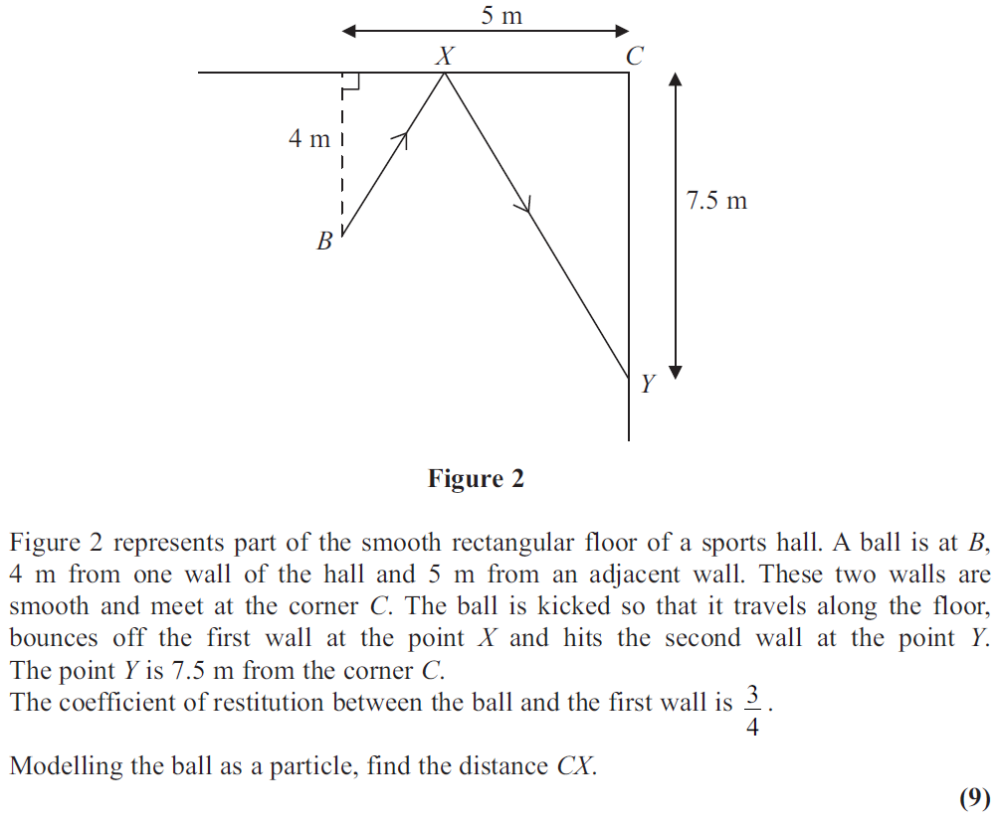 5 m
X
C
4 m
7.5 m
B
Y
Figure 2
Figure 2 represents part of the smooth rectangular floor of a sports hall. A ball is at B,
4 m from one wall of the hall and 5 m from an adjacent wall. These two walls are
smooth and meet at the corner C. The ball is kicked so that it travels along the floor,
bounces off the first wall at the point X and hits the second wall at the point Y.
The point Y is 7.5 m from the corner C.
The coefficient of restitution between the ball and the first wall is 3/4.
Modelling the ball as a particle, find the distance CX.
(9)